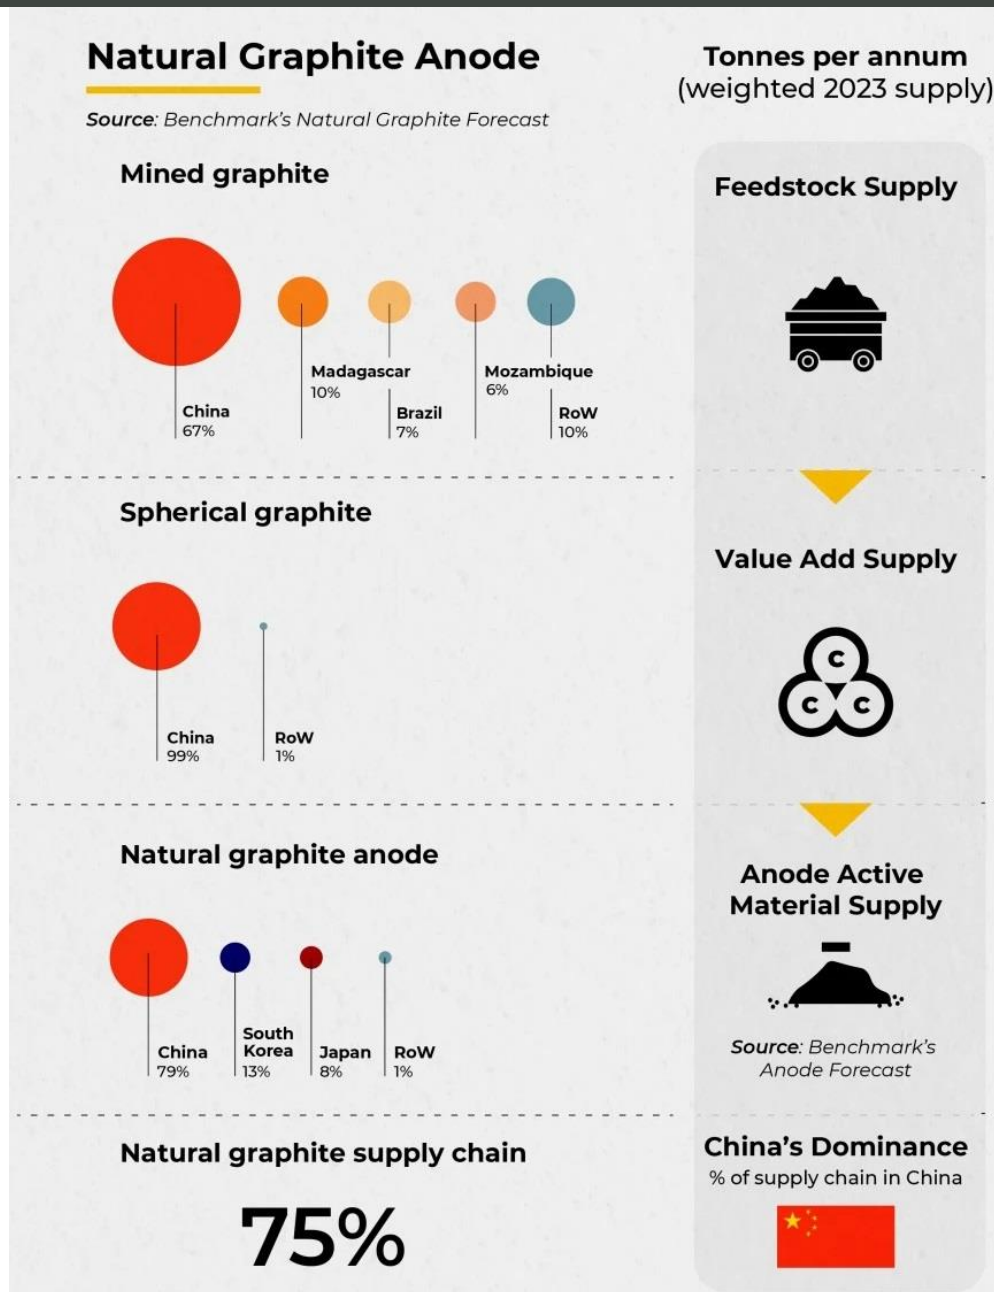 Natural Graphite Anode
Source: Benchmark's Natural Graphite Forecast
Tonnes per annum
(weighted 2023 supply)
Mined graphite
Feedstock Supply
China
67%
Madagascar
10%
Brazil
7%
Mozambique
6%
RoW
10%
Spherical graphite
Value Add Supply
C
C C
China
99%
RoW
1%
Natural graphite anode
Anode Active
Material Supply
China
79%
South
Korea
13%
Japan
8%
RoW
1%
Source: Benchmark's
Anode Forecast
Natural graphite supply chain
75%
China's Dominance
% of supply chain in China